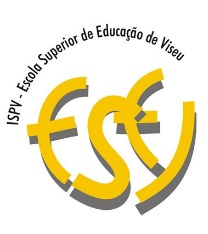 ISPV - Escola Superior de Educação de Viseu
ESEV